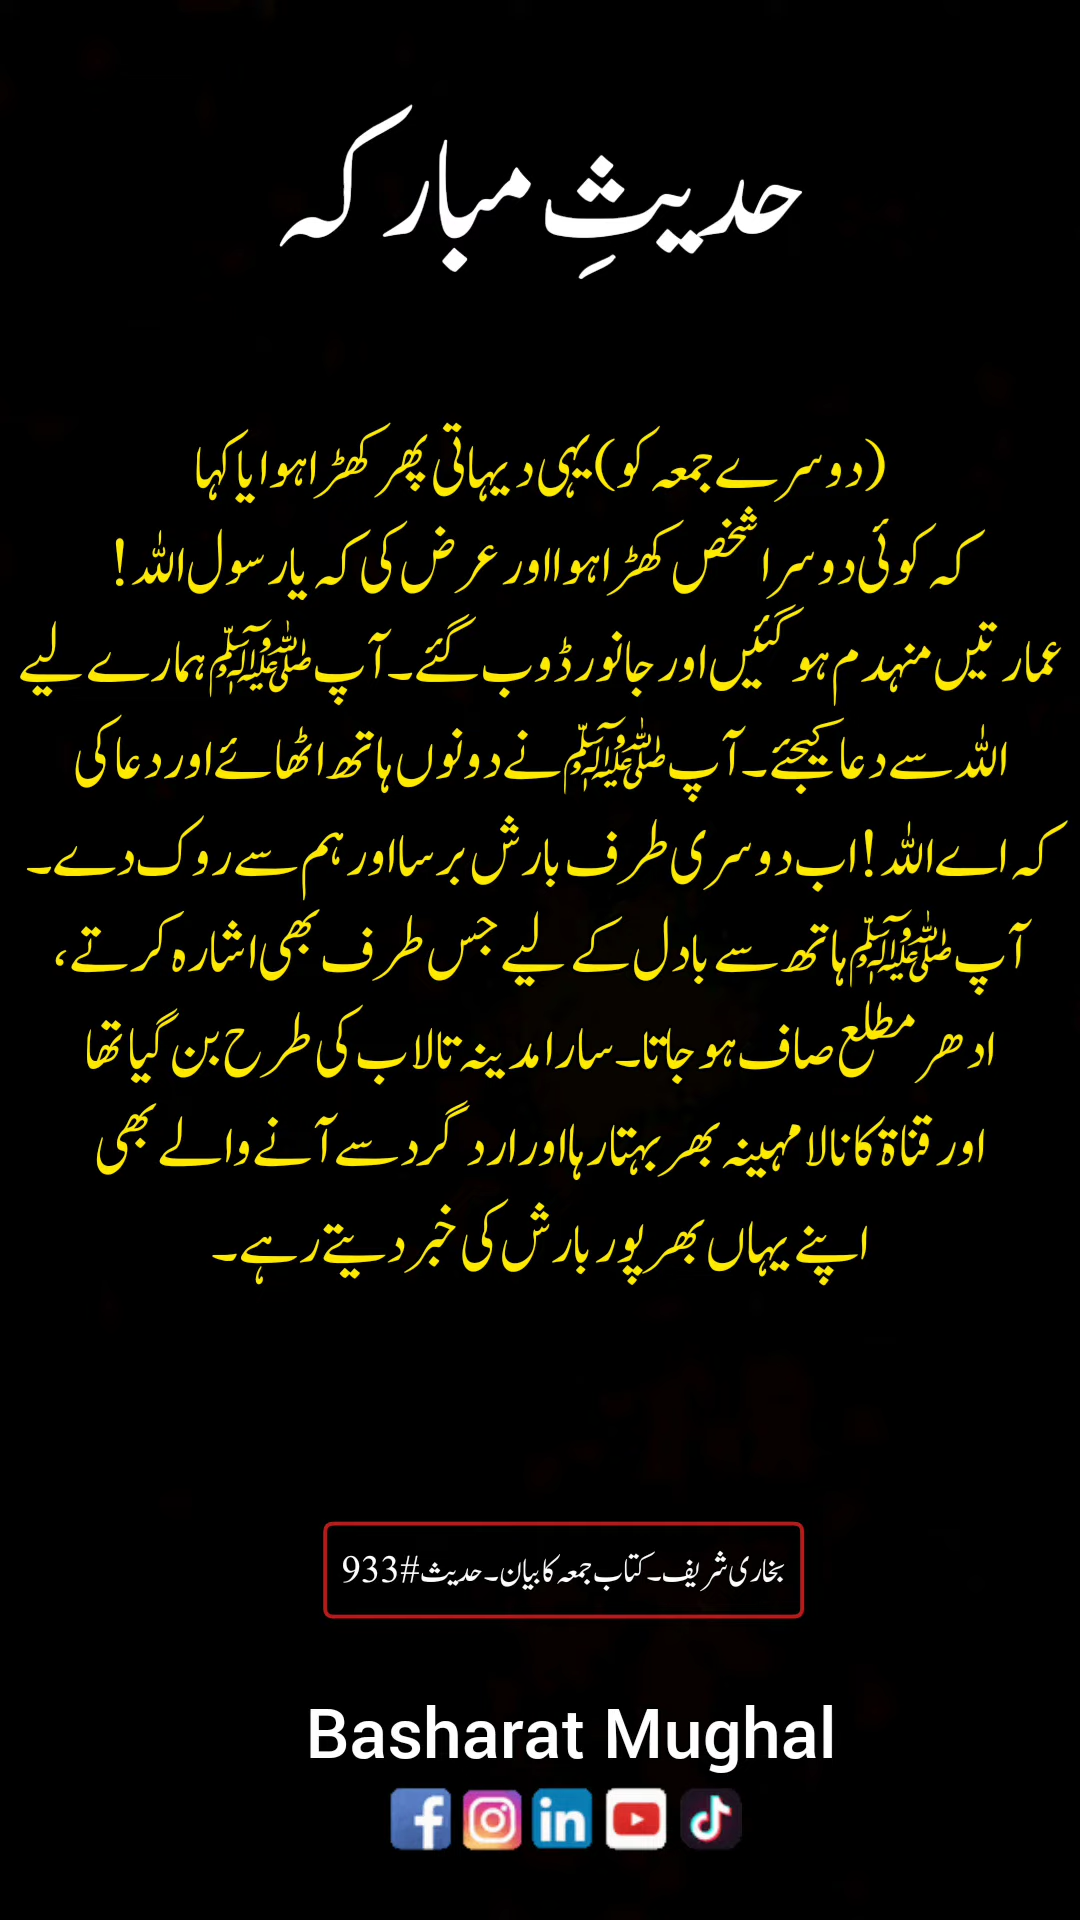 حدیثِ مبارکہ
(دوسرے جمعہ کو) یہی دیہاتی پھر کھڑا ہوا یا کہا
کہ کوئی دوسرا شخص کھڑا ہوا اور عرض کی کہ یا رسول اللہ!
عمارتیں منہدم ہو گئیں اور جانور ڈوب گئے۔ آپ ﷺ ہمارے لیے
اللہ سے دعا کیجئے۔ آپ ﷺ نے دونوں ہاتھ اٹھائے اور دعا کی
کہ اے اللہ! اب دوسری طرف بارش برسا اور ہم سے روک دے۔
آپ ﷺ ہاتھ سے بادل کے لیے جس طرف بھی اشارہ کرتے،
ادھر مطلع صاف ہو جاتا۔ سارا مدینہ تالاب کی طرح بن گیا تھا
اور قناۃ کا نالا مہینہ بھر بہتا رہا اور ارد گرد سے آنے والے بھی
اپنے یہاں بھرپور بارش کی خبر دیتے رہے۔
بخاری شریف۔ کتاب جمعہ کا بیان۔ حدیث#933
Basharat Mughal